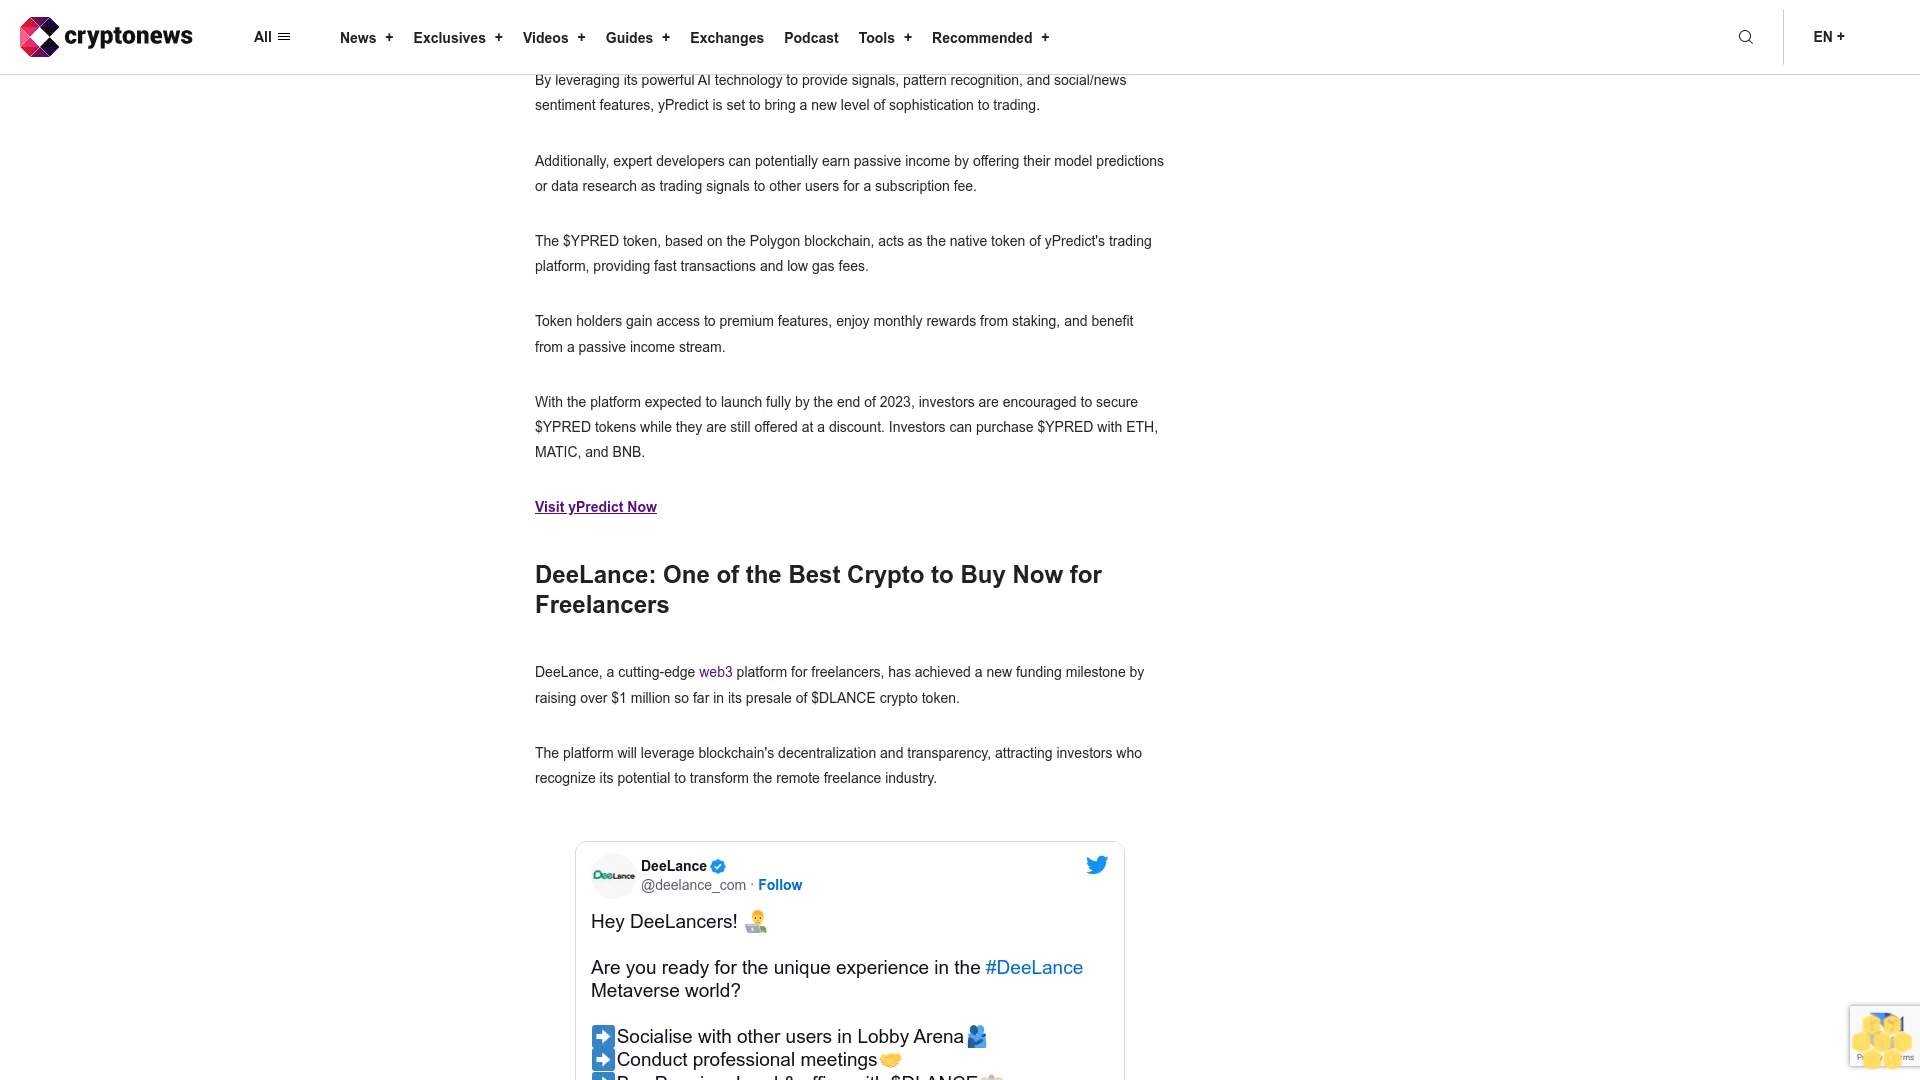 cryptonews
All
News +
Exclusives +
Videos +
Guides +
Exchanges
Podcast
Tools +
Recommended +
EN +
By leveraging its powerful AI technology to provide signals, pattern recognition, and social/news
sentiment features, yPredict is set to bring a new level of sophistication to trading.
Additionally, expert developers can potentially earn passive income by offering their model predictions
or data research as trading signals to other users for a subscription fee.
The $YPRED token, based on the Polygon blockchain, acts as the native token of yPredict's trading
platform, providing fast transactions and low gas fees.
Token holders gain access to premium features, enjoy monthly rewards from staking, and benefit
from a passive income stream.
With the platform expected to launch fully by the end of 2023, investors are encouraged to secure
$YPRED tokens while they are still offered at a discount. Investors can purchase $YPRED with ETH,
MATIC, and BNB.
Visit yPredict Now
DeeLance: One of the Best Crypto to Buy Now for
Freelancers
DeeLance, a cutting-edge web3 platform for freelancers, has achieved a new funding milestone by
raising over $1 million so far in its presale of $DLANCE crypto token.
The platform will leverage blockchain's decentralization and transparency, attracting investors who
recognize its potential to transform the remote freelance industry.
DeeLance
DeeLance
@deelance_com · Follow
Hey DeeLancers!
Are you ready for the unique experience in the #DeeLance
Metaverse world?
Socialise with other users in Lobby Arena
Conduct professional meetings